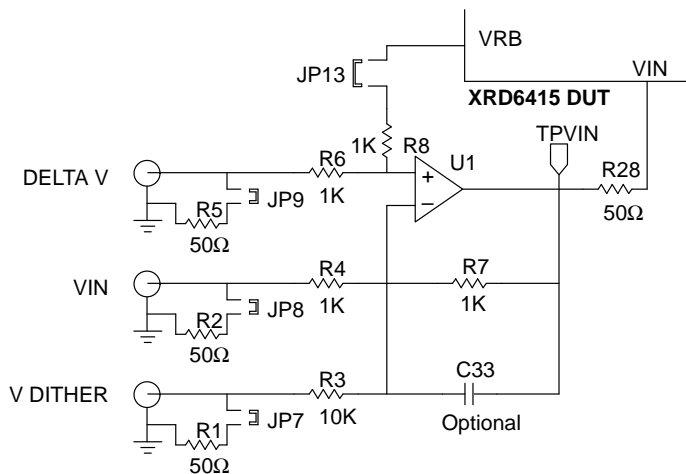 VRB
VIN
JP13
XRD6415 DUT
TPVIN
1K
R8
U1
R28
50Ω
DELTA V
R6
1K
JP9
R5
50Ω
+
−
VIN
R4
1K
R7
1K
JP8
R2
50Ω
V DITHER
R3
10K
C33
Optional
JP7
R1
50Ω